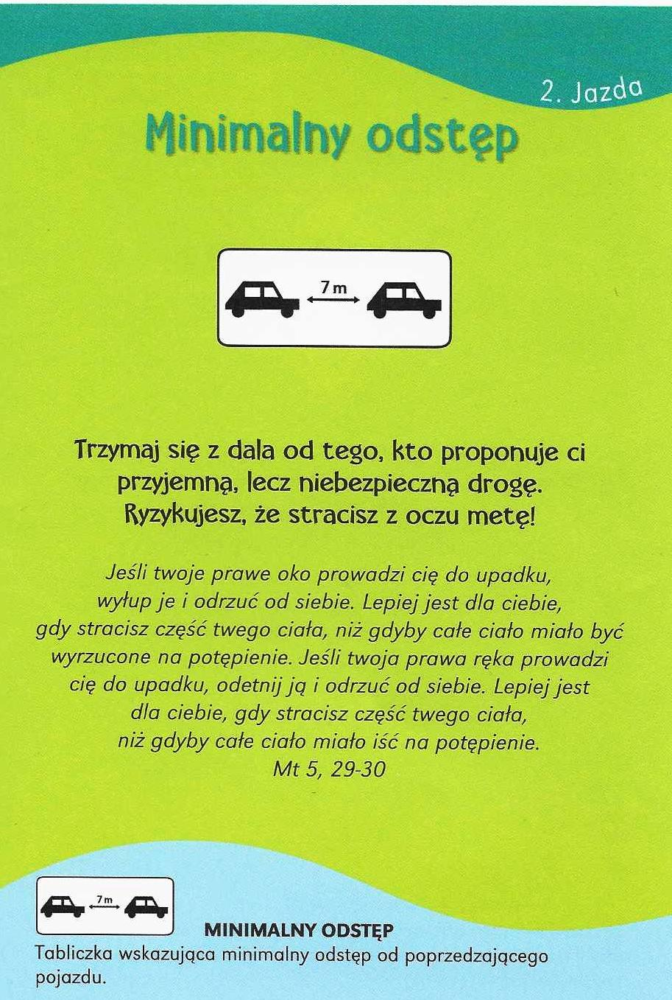 2. Jazda
Minimalny odstęp
7 m
Trzymaj się z dala od tego, kto proponuje ci
przyjemną, lecz niebezpieczną drogę.
Ryzykujesz, że stracisz z oczu metę!
Jeśli twoje prawe oko prowadzi cię do upadku,
wyłup je i odrzuć od siebie. Lepiej jest dla ciebie,
gdy stracisz część twego ciała, niż gdyby całe ciało miało być
wyrzucone na potępienie. Jeśli twoja prawa ręka prowadzi
cię do upadku, odetnij ją i odrzuć od siebie. Lepiej jest
dla ciebie, gdy stracisz część twego ciała,
niż gdyby całe ciało miało iść na potępienie.
Mt 5, 29-30
7 m
MINIMALNY ODSTĘP
Tabliczka wskazująca minimalny odstęp od poprzedzającego
pojazdu.